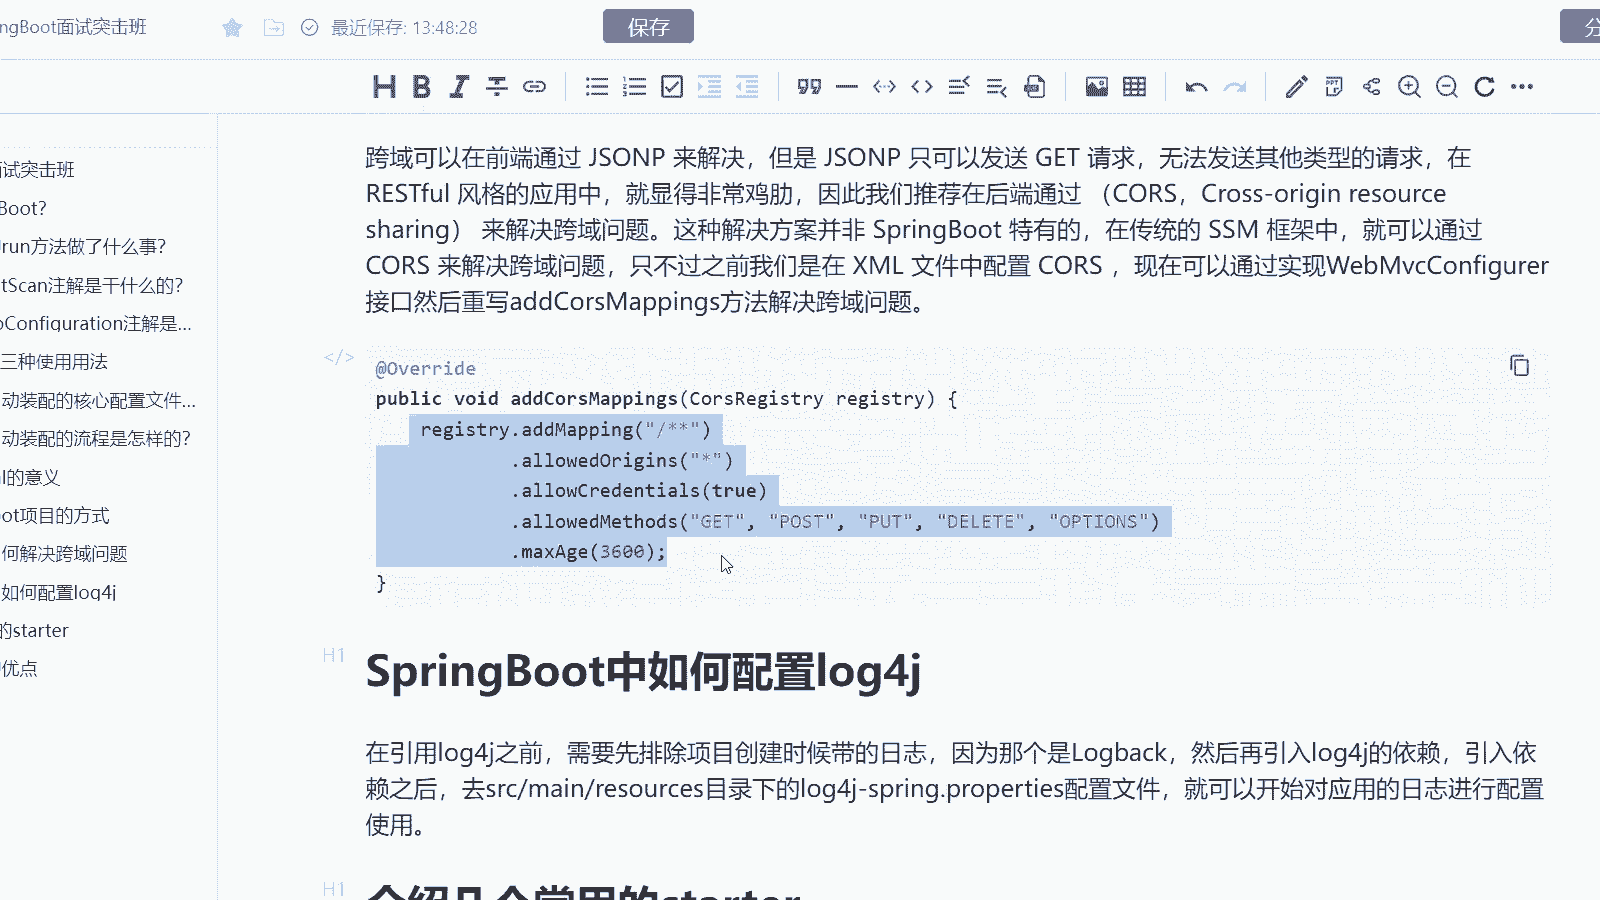 ngBoot面试突击班
最近保存: 13:48:28
保存
分
面试突击班
Boot?
run方法做了什么事?
tScan注解是干什么的?
oConfiguration注解是...
三种使用用法
动装配的核心配置文件...
动装配的流程是怎样的?
l的意义
ot项目的方式
何解决跨域问题
如何配置log4j
的starter
优点
跨域可以在前端通过 JSONP 来解决，但是 JSONP 只可以发送 GET 请求，无法发送其他类型的请求，在
RESTful 风格的应用中，就显得非常鸡肋，因此我们推荐在后端通过 （CORS，Cross-origin resource
sharing） 来解决跨域问题。这种解决方案并非 SpringBoot 特有的，在传统的 SSM 框架中，就可以通过
CORS 来解决跨域问题，只不过之前我们是在 XML 文件中配置 CORS ，现在可以通过实现WebMvcConfigurer
接口然后重写addCorsMappings方法解决跨域问题。
@Override
public void addCorsMappings(CorsRegistry registry) {
registry.addMapping("/**")
.allowedOrigins("*")
.allowCredentials(true)
.allowedMethods("GET", "POST", "PUT", "DELETE", "OPTIONS")
.maxAge(3600);
}
H1
SpringBoot中如何配置log4j
在引用log4j之前，需要先排除项目创建时候带的日志，因为那个是Logback，然后再引入log4j的依赖，引入依
赖之后，去src/main/resources目录下的log4j-spring.properties配置文件，就可以开始对应用的日志进行配置
使用。
H1
介绍几个常用的starter